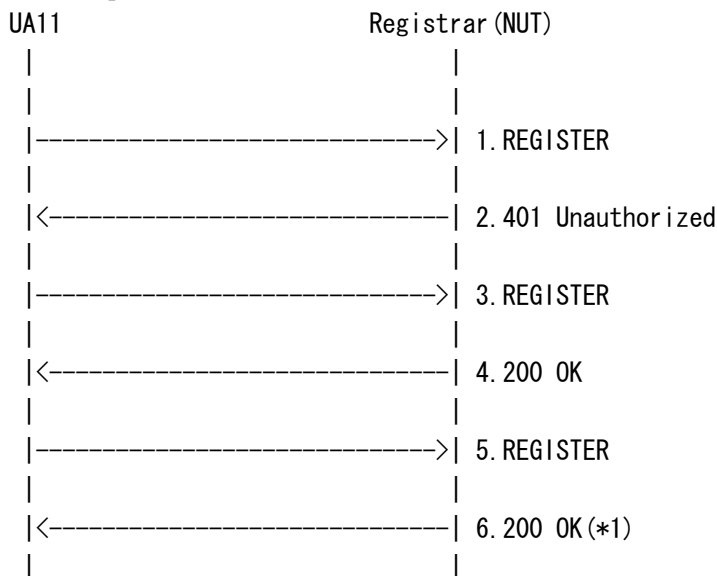 UA11 Registrar(NUT)
1.REGISTER
2.401 Unauthorized
3.REGISTER
4.200 OK
5.REGISTER
6.200 OK(*1)